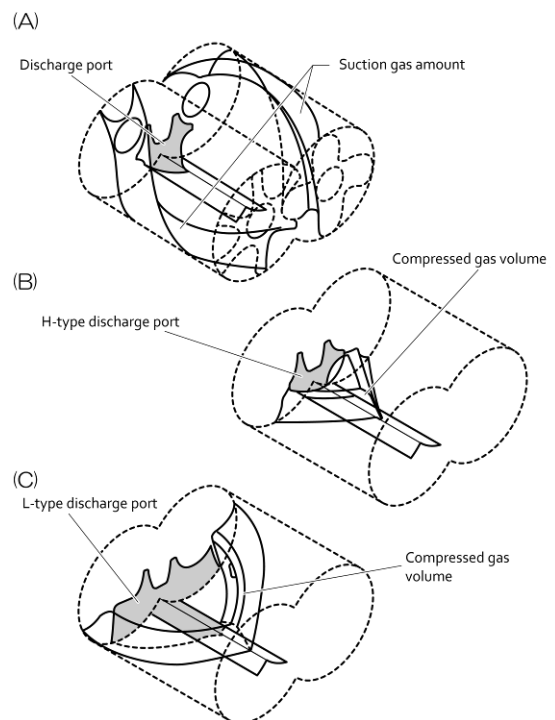 (A)
Discharge port
Suction gas amount
(B)
Compressed gas volume
H-type discharge port
(C)
L-type discharge port
Compressed gas
volume